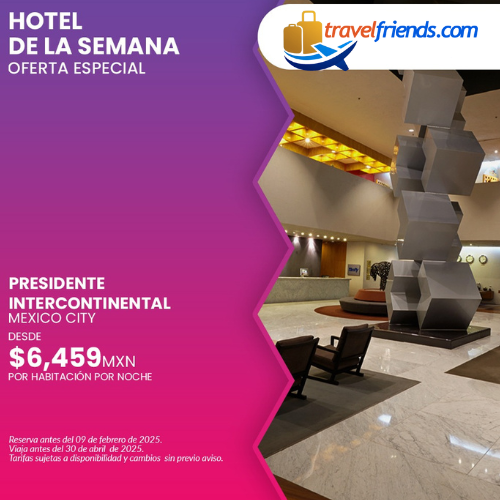 HOTEL
DE LA SEMANA
OFERTA ESPECIAL
travelfriends.com
PRESIDENTE
INTERCONTINENTAL
MEXICO CITY
DESDE
$6,459MXN
POR HABITACIÓN POR NOCHE
Reserva antes del 09 de febrero de 2025.
Viaja antes del 30 de abril de 2025.
Tarifas sujetas a disponibilidad y cambios sin previo aviso.